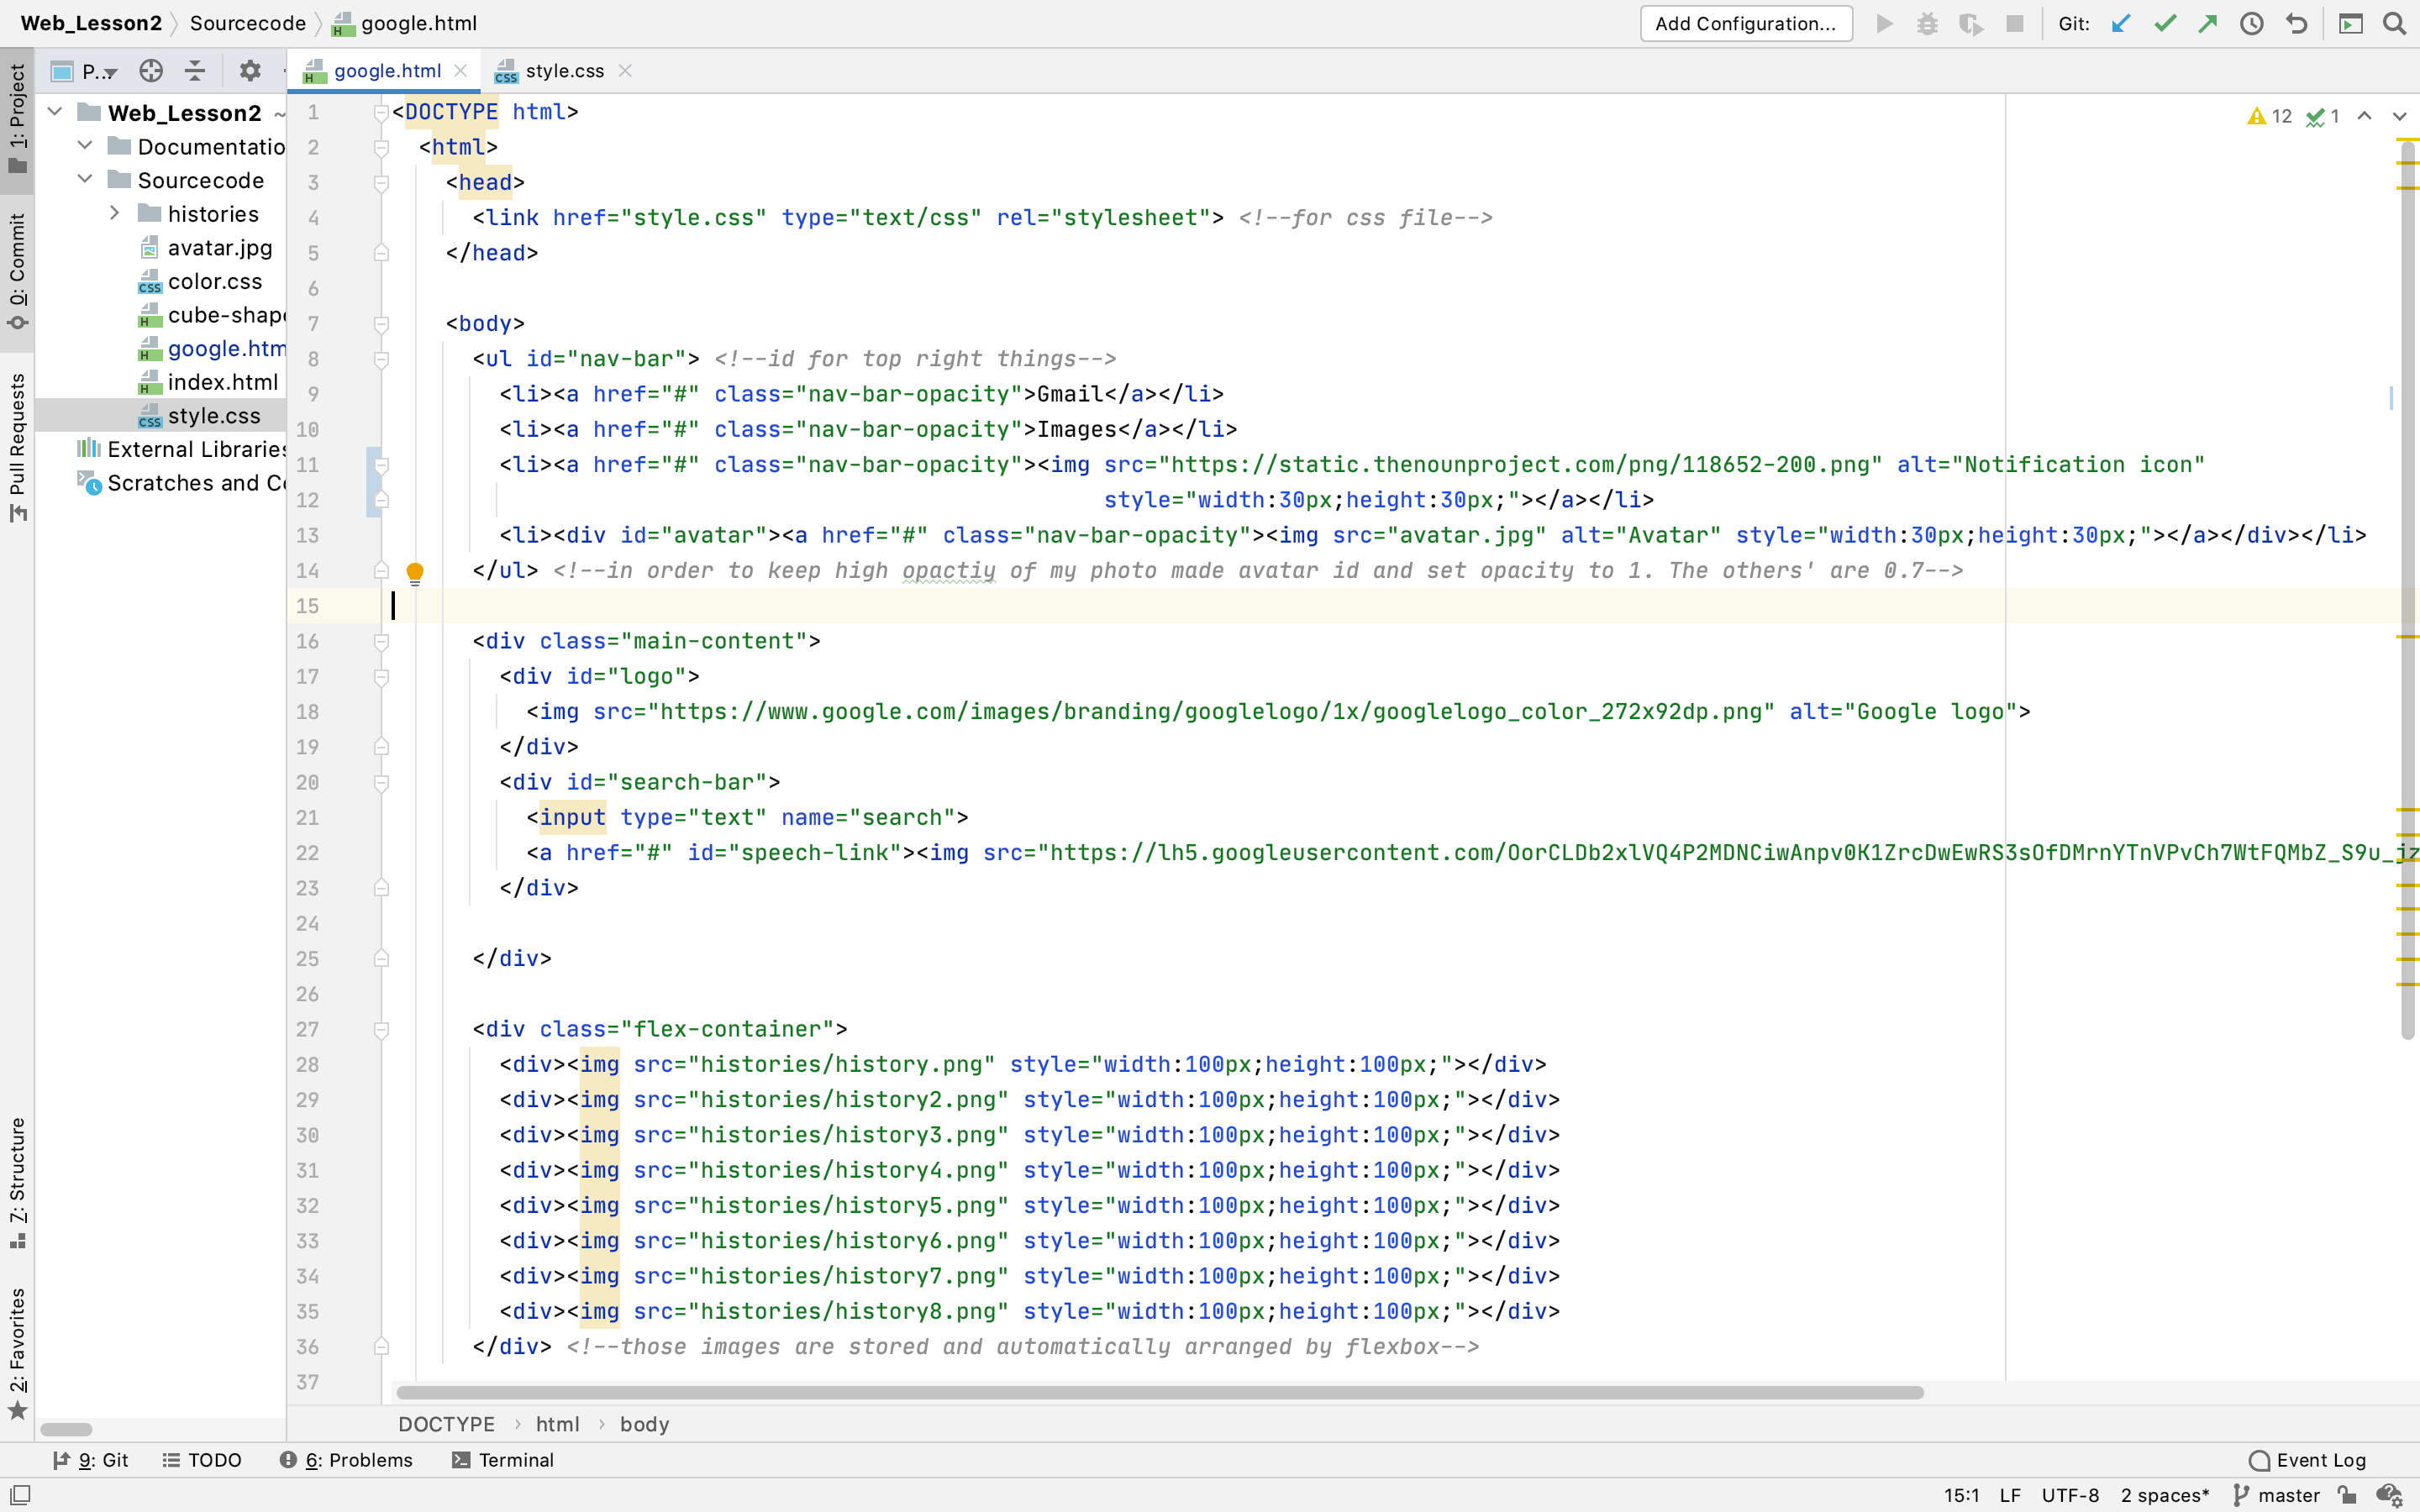 Web_Lesson2 Sourcecode google.html
Add Configuration... Git:
P..
google.html
style.css
1: Project
0: Commit
Pull Requests
Z: Structure
2: Favorites
Web_Lesson2 ~
Documentatio
Sourcecode
histories
avatar.jpg
color.css
cube-shape
google.htm
index.html
style.css
External Libraries
Scratches and Co
12 1
1 <DOCTYPE html>
2 <html>
3 <head>
4 <link href="style.css" type="text/css" rel="stylesheet"> <!--for css file-->
5 </head>
6
7 <body>
8 <ul id="nav-bar"> <!--id for top right things-->
9 <li><a href="#" class="nav-bar-opacity">Gmail</a></li>
10 <li><a href="#" class="nav-bar-opacity">Images</a></li>
11 <li><a href="#" class="nav-bar-opacity"><img src="https://static.thenounproject.com/png/118652-200.png" alt="Notification icon"
12 style="width:30px;height:30px;"></a></li>
13 <li><div id="avatar"><a href="#" class="nav-bar-opacity"><img src="avatar.jpg" alt="Avatar" style="width:30px;height:30px;"></a></div></li>
14 </ul> <!--in order to keep high opactiy of my photo made avatar id and set opacity to 1. The others' are 0.7-->
15
16 <div class="main-content">
17 <div id="logo">
18 <img src="https://www.google.com/images/branding/googlelogo/1x/googlelogo_color_272x92dp.png" alt="Google logo">
19 </div>
20 <div id="search-bar">
21 <input type="text" name="search">
22 <a href="#" id="speech-link"><img src="https://lh5.googleusercontent.com/OorCLDb2xlVQ4P2MDNCiwAnpv0K1ZrcDwEwRS3sOfDMrnYTnVPvCh7WtFQMbZ_S9u_jz
23 </div>
24
25 </div>
26
27 <div class="flex-container">
28 <div><img src="histories/history.png" style="width:100px;height:100px;"></div>
29 <div><img src="histories/history2.png" style="width:100px;height:100px;"></div>
30 <div><img src="histories/history3.png" style="width:100px;height:100px;"></div>
31 <div><img src="histories/history4.png" style="width:100px;height:100px;"></div>
32 <div><img src="histories/history5.png" style="width:100px;height:100px;"></div>
33 <div><img src="histories/history6.png" style="width:100px;height:100px;"></div>
34 <div><img src="histories/history7.png" style="width:100px;height:100px;"></div>
35 <div><img src="histories/history8.png" style="width:100px;height:100px;"></div>
36 </div> <!--those images are stored and automatically arranged by flexbox-->
37
DOCTYPE html body
9: Git TODO 6: Problems Terminal Event Log
15:1 LF UTF-8 2 spaces* master